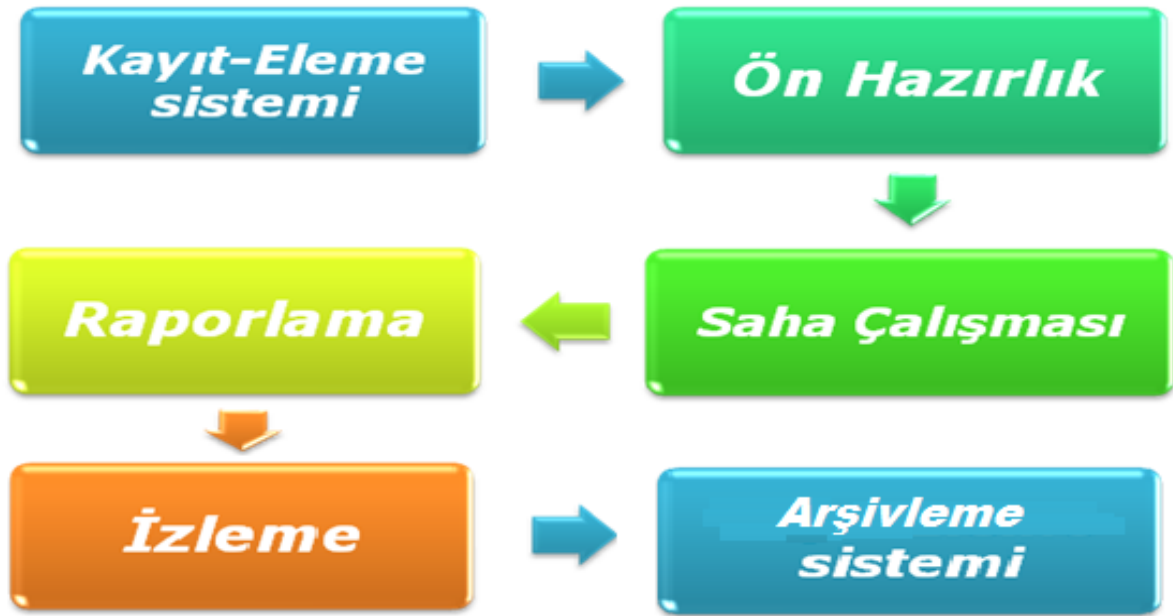 Kayıt-Eleme
sistemi
Ön Hazırlık
Saha Çalışması
Raporlama
İzleme
Arşivleme
sistemi